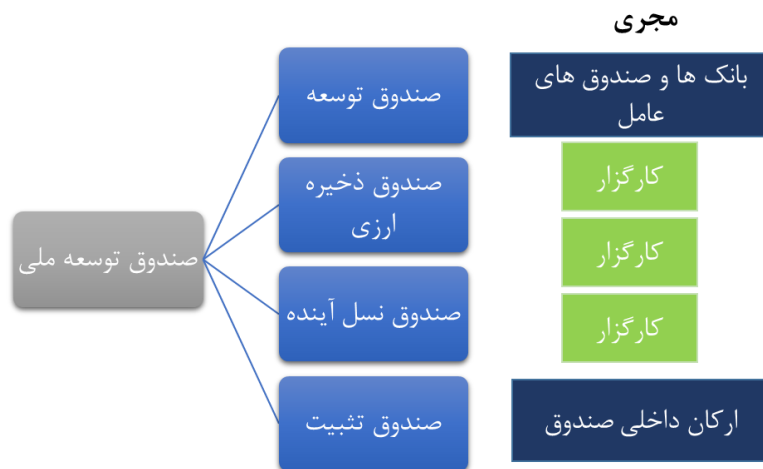 مجری
بانک ها و صندوق های
عامل
صندوق توسعه
کارگزار
صندوق ذخیره
ارزی
کارگزار
صندوق توسعه ملی
کارگزار
صندوق نسل آینده
ارکان داخلی صندوق
صندوق تثبیت